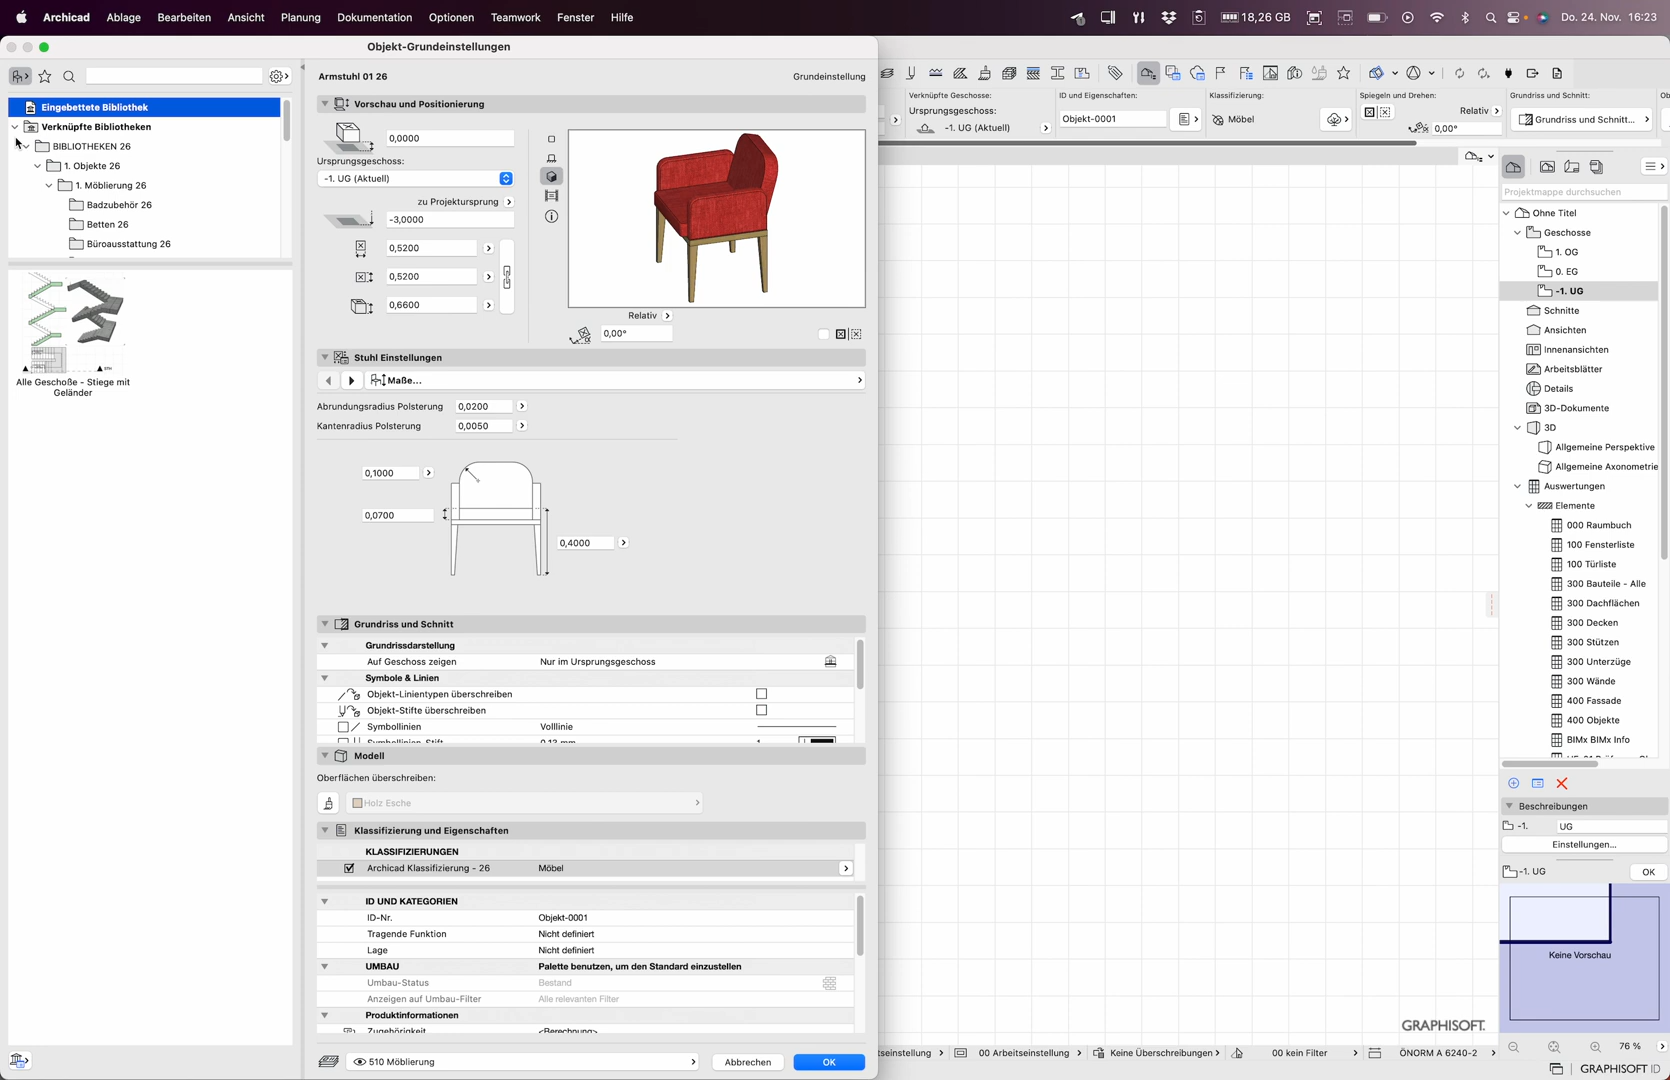 Archicad Ablage Bearbeiten Ansicht Planung Dokumentation Optionen Teamwork Fenster Hilfe 18,26 GB Do. 24. Nov. 16:23
Objekt-Grundeinstellungen
Armstuhl 01 26 Grundeinstellung
Eingebettete Bibliothek
Verknüpfte Bibliotheken
BIBLIOTHEKEN 26
1. Objekte 26
1. Möblierung 26
Badzubehör 26
Betten 26
Büroausstattung 26
Alle Geschoße - Stiege mit
Geländer
Vorschau und Positionierung
0,0000
Ursprungsgeschoss:
-1. UG (Aktuell)
zu Projektursprung
-3,0000
0,5200
0,5200
0,6600
Relativ
0,00°
Stuhl Einstellungen
Maße...
Abrundungsradius Polsterung 0,0200
Kantenradius Polsterung 0,0050
0,1000
0,0700
0,4000
Grundriss und Schnitt
Grundrissdarstellung
Auf Geschoss zeigen Nur im Ursprungsgeschoss
Symbole & Linien
Objekt-Linientypen überschreiben
Objekt-Stifte überschreiben
Symbollinien Volllinie
Symbollinien-Stift 0.13 mm 1
Modell
Oberflächen überschreiben:
Holz Esche
Klassifizierung und Eigenschaften
KLASSIFIZIERUNGEN
Archicad Klassifizierung - 26 Möbel
ID UND KATEGORIEN
ID-Nr. Objekt-0001
Tragende Funktion Nicht definiert
Lage Nicht definiert
UMBAU Palette benutzen, um den Standard einzustellen
Umbau-Status Bestand
Anzeigen auf Umbau-Filter Alle relevanten Filter
Produktinformationen
Zugehörigkeit <Berechnung>
510 Möblierung Abbrechen OK
Verknüpfte Geschosse: ID und Eigenschaften: Klassifizierung: Spiegeln und Drehen: Grundriss und Schnitt:
Ursprungsgeschoss: Relativ
-1. UG (Aktuell) Objekt-0001 Möbel 0,00° Grundriss und Schnitt...
Projektmappe durchsuchen
Ohne Titel
Geschosse
1. OG
0. EG
-1. UG
Schnitte
Ansichten
Innenansichten
Arbeitsblätter
Details
3D-Dokumente
3D
Allgemeine Perspektive
Allgemeine Axonometrie
Auswertungen
Elemente
000 Raumbuch
100 Fensterliste
100 Türliste
300 Bauteile - Alle
300 Dachflächen
300 Decken
300 Stützen
300 Unterzüge
300 Wände
400 Fassade
400 Objekte
BIMx BIMx Info
Beschreibungen
-1. UG
Einstellungen...
-1. UG OK
Keine Vorschau
GRAPHISOFT.
tseinstellung 00 Arbeitseinstellung Keine Überschreibungen 00 kein Filter ÖNORM A 6240-2 76 %
GRAPHISOFT ID